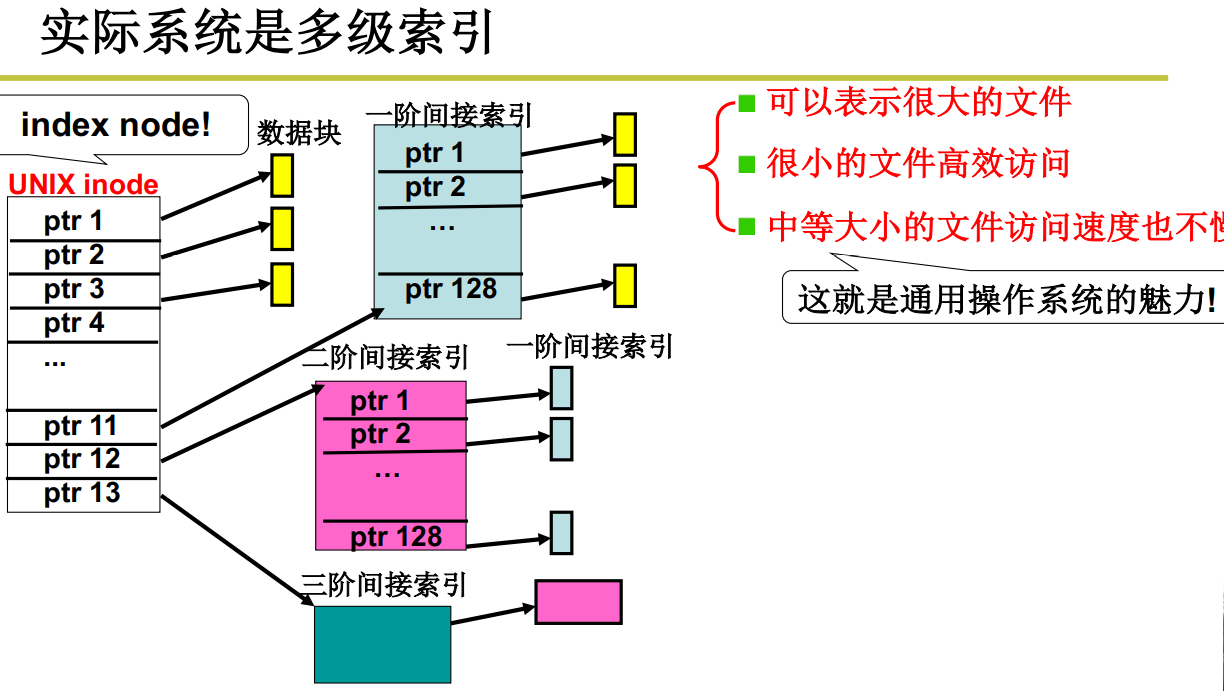 实际系统是多级索引
index node!
数据块
UNIX inode
ptr 1
ptr 2
ptr 3
ptr 4
...
ptr 11
ptr 12
ptr 13
一阶间接索引
ptr 1
ptr 2
…
ptr 128
二阶间接索引
一阶间接索引
ptr 1
ptr 2
…
ptr 128
三阶间接索引
可以表示很大的文件
很小的文件高效访问
中等大小的文件访问速度也不慢
这就是通用操作系统的魅力!